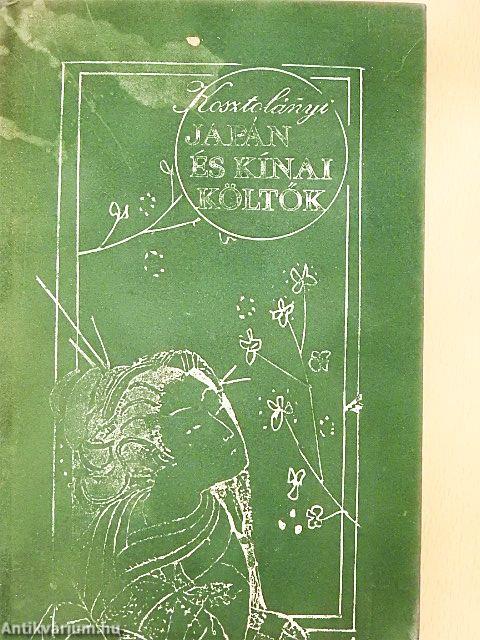 Kosztolányi
JAPÁN
ÉS KÍNAI
KÖLTŐK
Antikvarium.hu